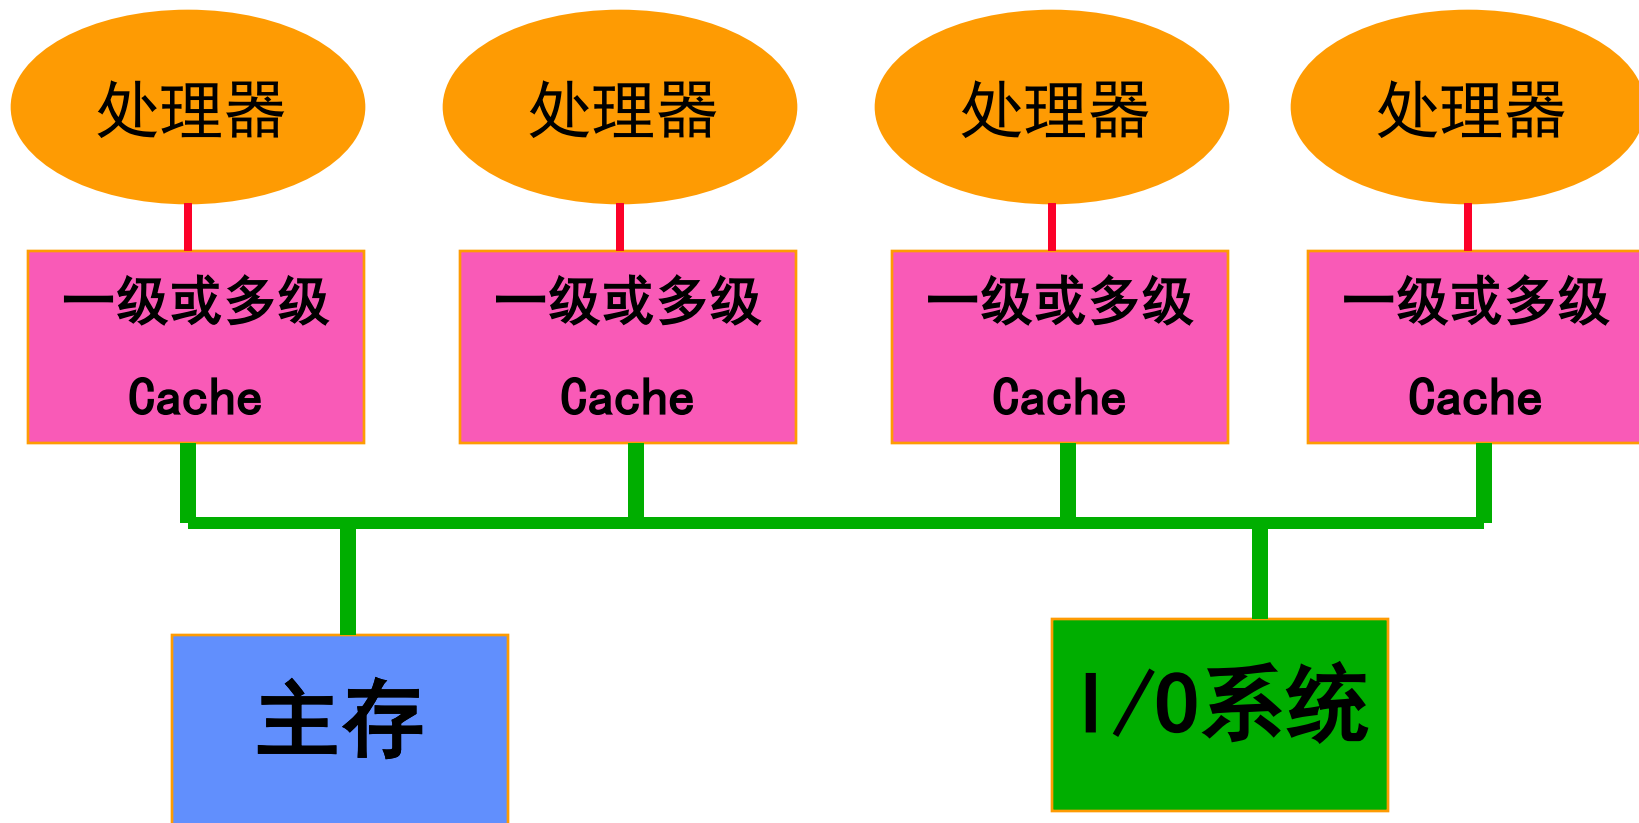 处理器
处理器
处理器
处理器
一级或多级
Cache
一级或多级
Cache
一级或多级
Cache
一级或多级
Cache
主存
I/O系统